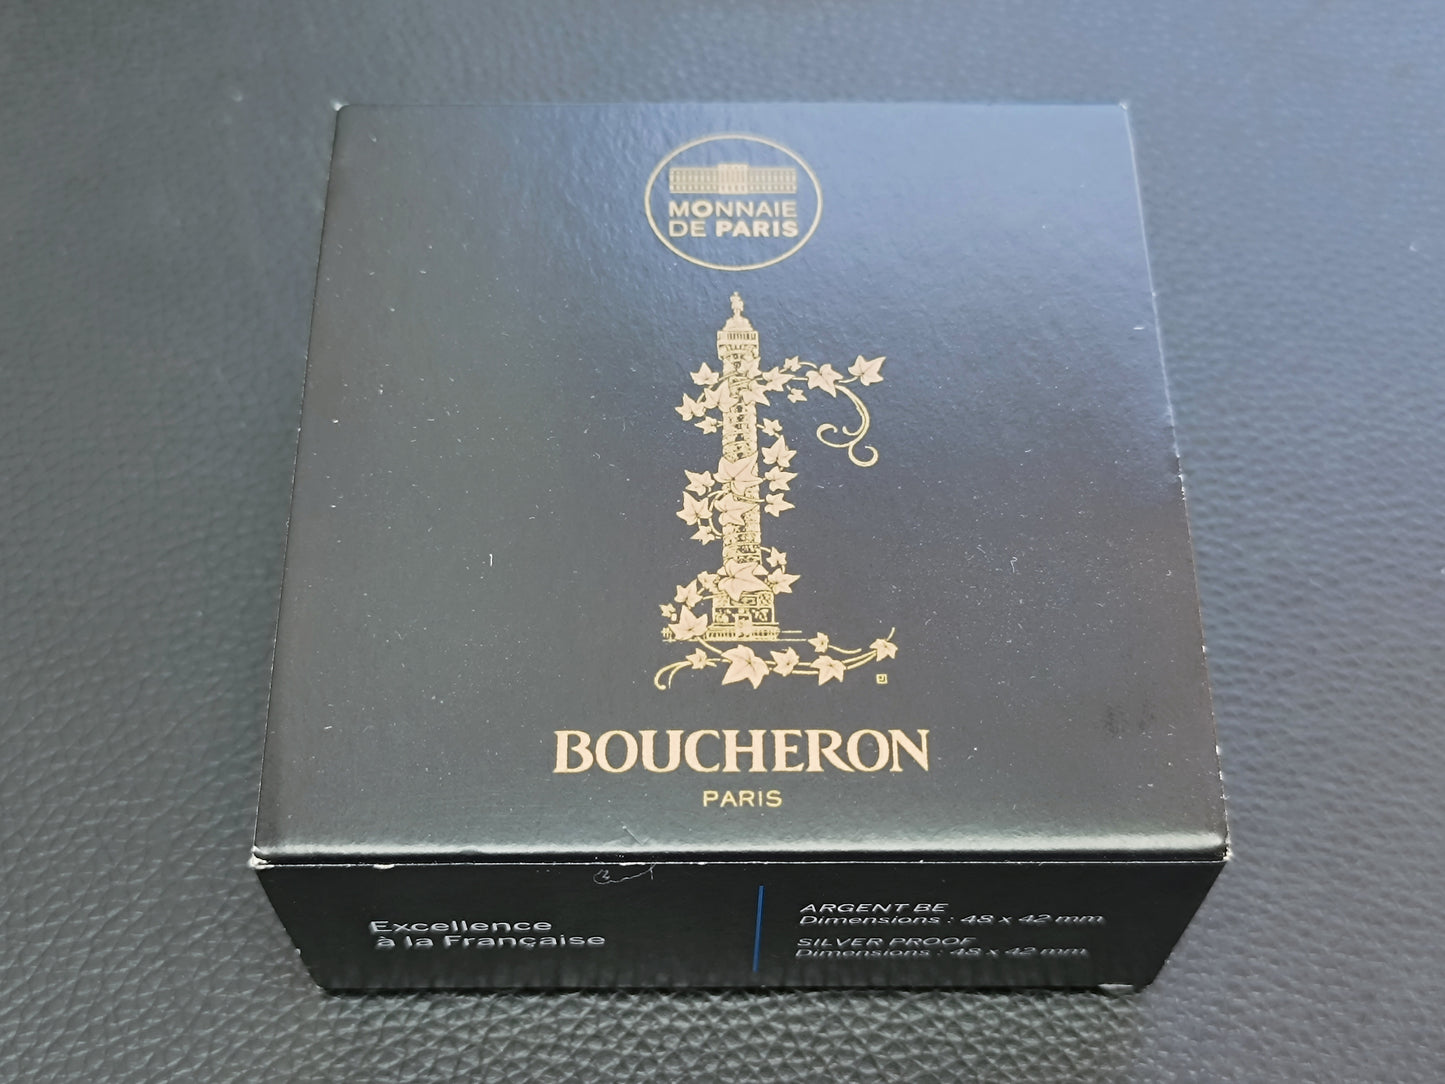 MONNAIE
DE PARIS
BOUCHERON
PARIS
Excellence
à la Française
ARGENT BE
Dimensions : 48 x 42 mm
SILVER PROOF
Dimensions : 48 x 42 mm